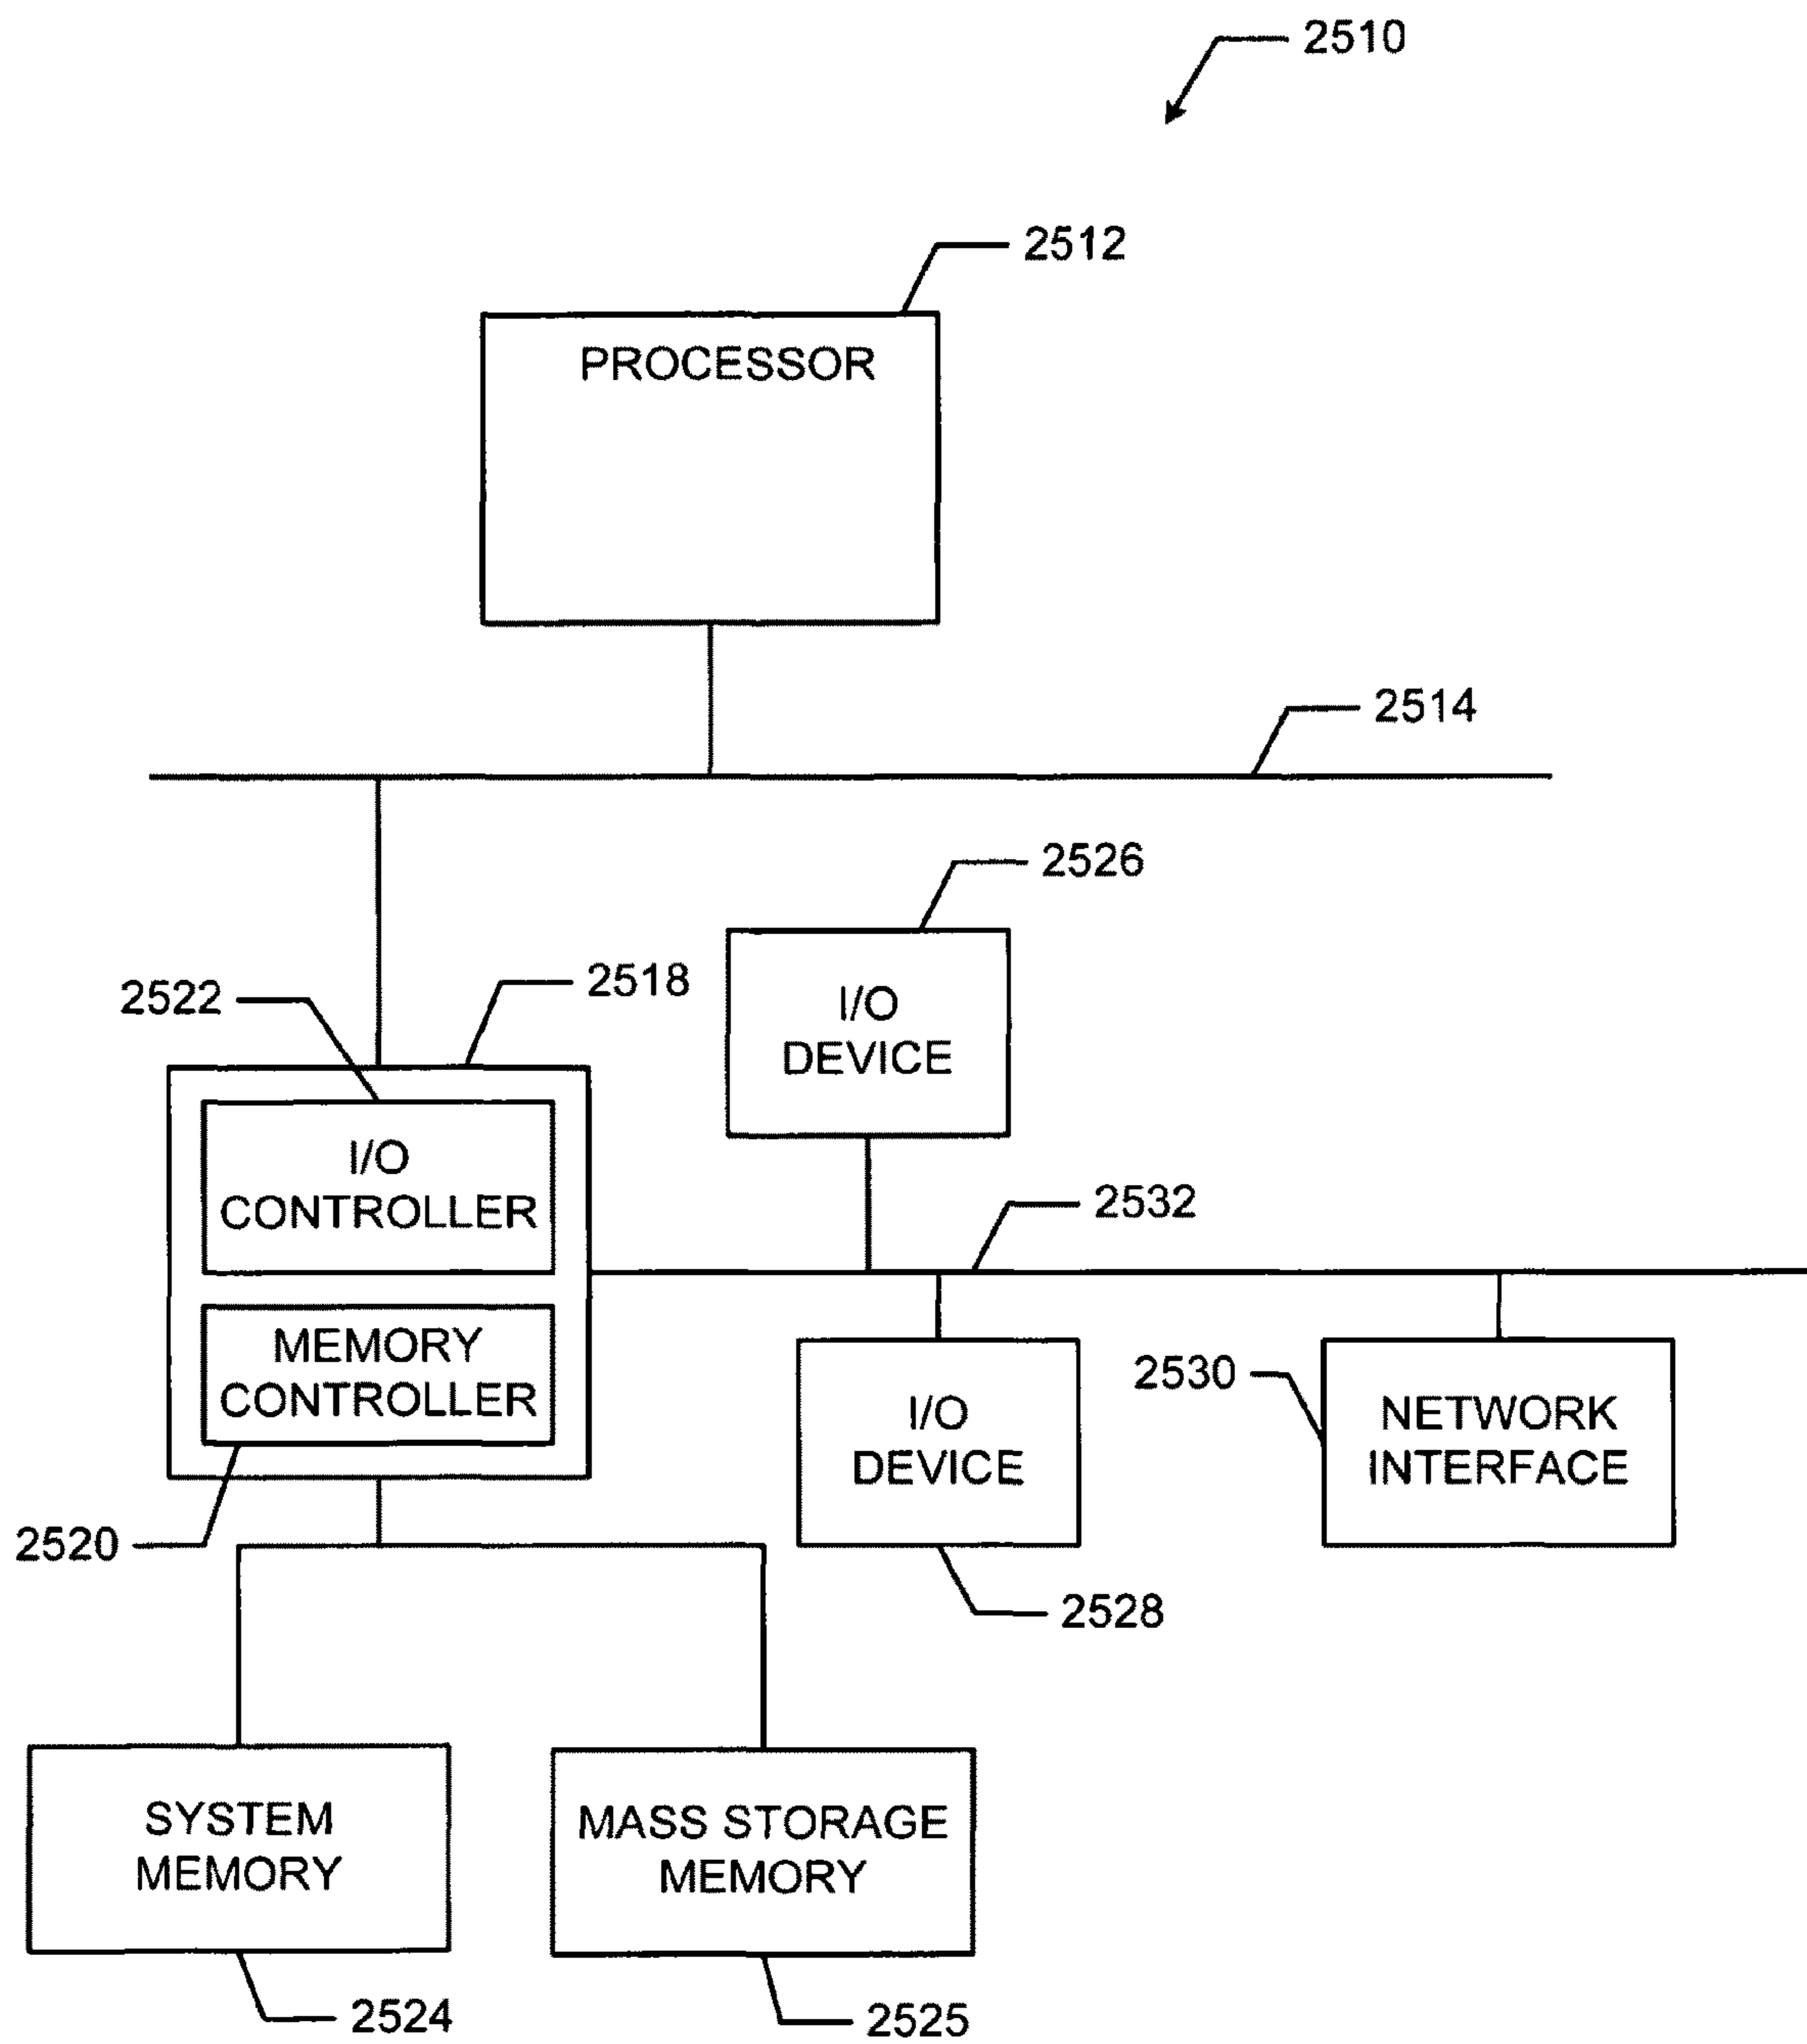 2510
2512
PROCESSOR
2514
2526
2518
2522
I/O
DEVICE
I/O
CONTROLLER
2532
MEMORY
CONTROLLER
2530
I/O
DEVICE
NETWORK
INTERFACE
2520
2528
SYSTEM
MEMORY
MASS STORAGE
MEMORY
2524
2525